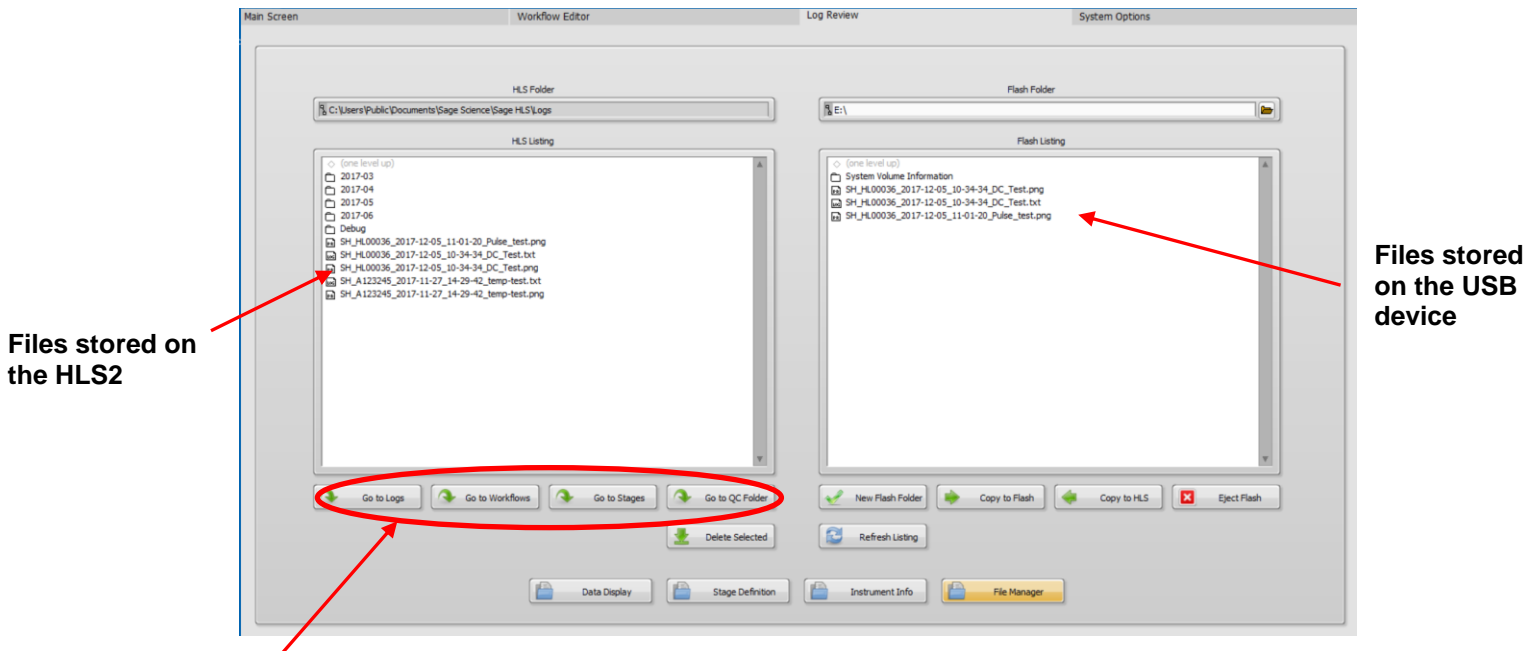 Main Screen
Workflow Editor
Log Review
System Options
HLS Folder
C:\Users\Public\Documents\Sage Science\Sage HLS\Logs
HLS Listing
(one level up)
2017-03
2017-04
2017-05
2017-06
Debug
SH_HL00036_2017-12-05_11-01-20_Pulse_test.png
SH_HL00036_2017-12-05_10-34-34_DC_Test.txt
SH_HL00036_2017-12-05_10-34-34_DC_Test.png
SH_A123245_2017-11-27_14-29-42_temp-test.txt
SH_A123245_2017-11-27_14-29-42_temp-test.png
Flash Folder
E:\
Flash Listing
(one level up)
System Volume Information
SH_HL00036_2017-12-05_10-34-34_DC_Test.png
SH_HL00036_2017-12-05_10-34-34_DC_Test.txt
SH_HL00036_2017-12-05_11-01-20_Pulse_test.png
Files stored
on the USB
device
Files stored on
the HLS2
Go to Logs
Go to Workflows
Go to Stages
Go to QC Folder
New Flash Folder
Copy to Flash
Copy to HLS
Eject Flash
Delete Selected
Refresh Listing
Data Display
Stage Definition
Instrument Info
File Manager